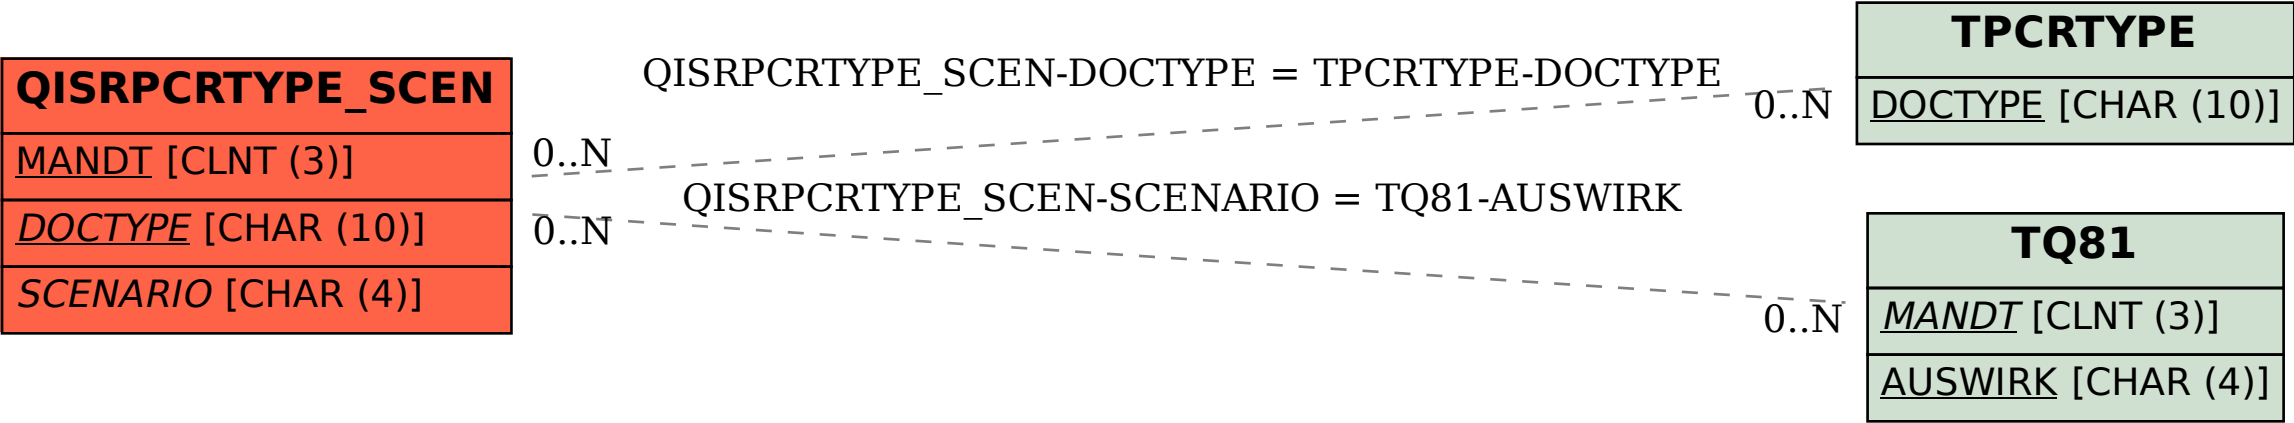 QISRPCRTYPE_SCEN
MANDT [CLNT (3)]
DOCTYPE [CHAR (10)]
SCENARIO [CHAR (4)]
QISRPCRTYPE_SCEN-DOCTYPE = TPCRTYPE-DOCTYPE
0..N
0..N
QISRPCRTYPE_SCEN-SCENARIO = TQ81-AUSWIRK
0..N
0..N
TPCRTYPE
DOCTYPE [CHAR (10)]
TQ81
MANDT [CLNT (3)]
AUSWIRK [CHAR (4)]